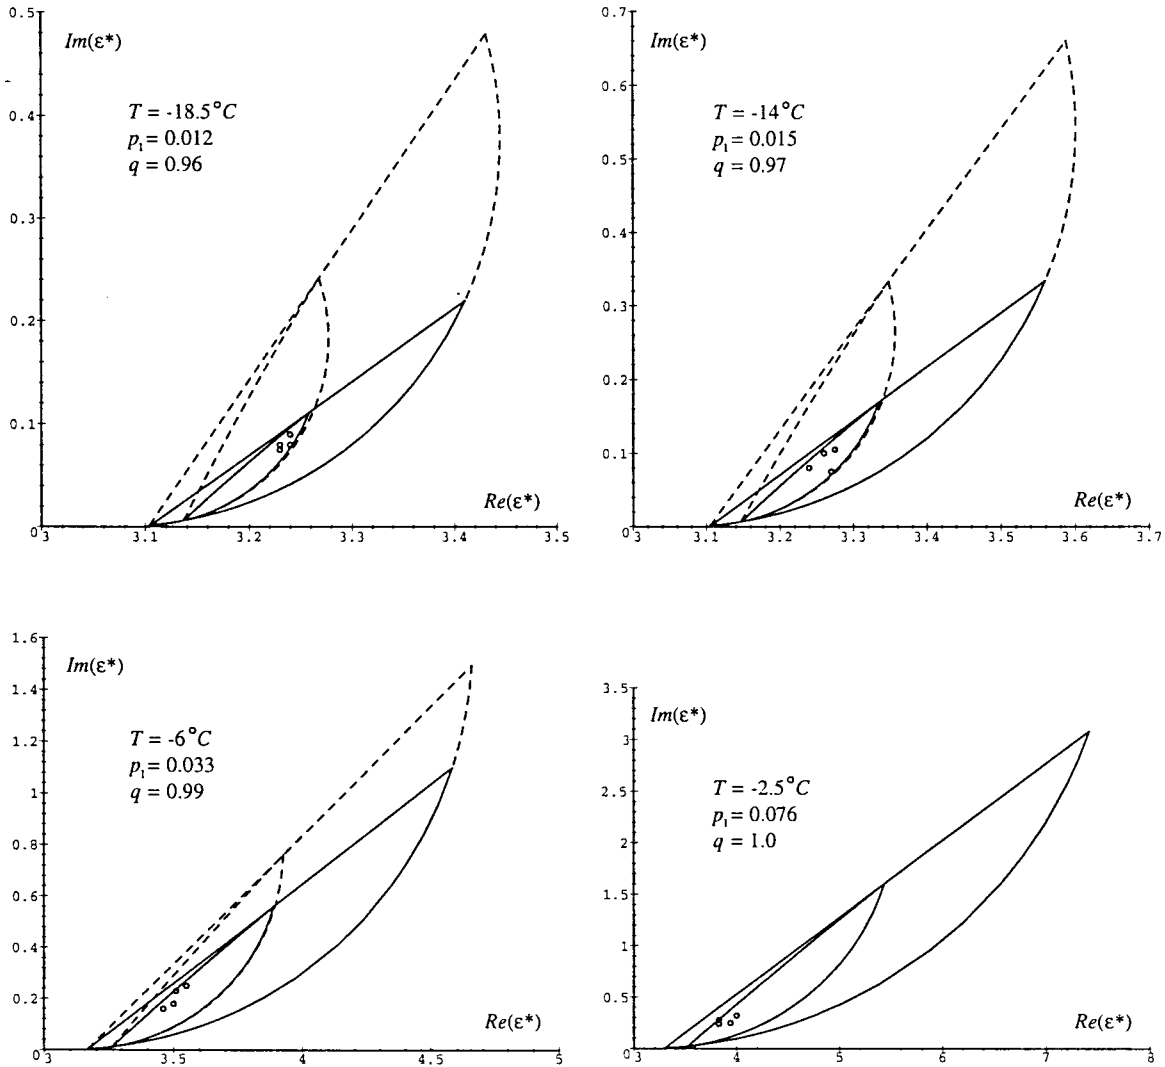 0.5
Im(ε*)
T = -18.5°C
p₁= 0.012
q = 0.96
0.4
0.3
0.2
0.1
Re(ε*)
03 3.1 3.2 3.3 3.4 3.5
0.7
Im(ε*)
0.6
T = -14°C
p₁= 0.015
q = 0.97
0.5
0.4
0.3
0.2
0.1
Re(ε*)
03 3.1 3.2 3.3 3.4 3.5 3.6 3.7
1.6
Im(ε*)
1.4
T = -6°C
p₁= 0.033
q = 0.99
1.2
1
0.8
0.6
0.4
0.2
Re(ε*)
03 3.5 4 4.5 5
3.5
Im(ε*)
3
T = -2.5°C
p₁= 0.076
q = 1.0
2.5
2
1.5
1
0.5
Re(ε*)
03 4 5 6 7 8